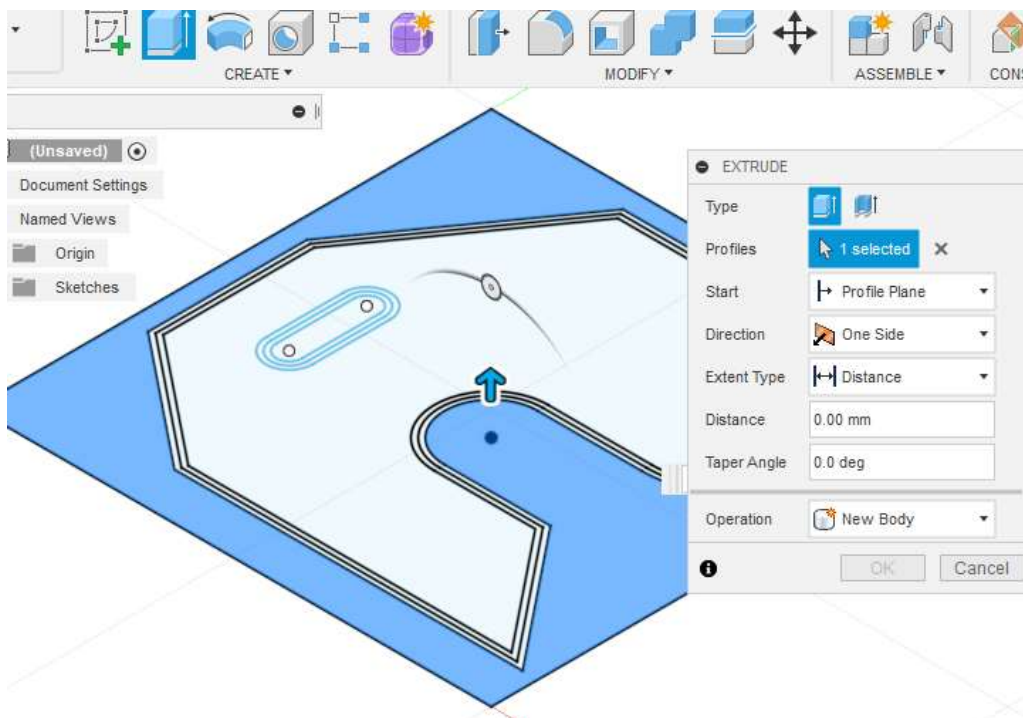 CREATE ▾
MODIFY ▾
ASSEMBLE ▾
CONS
(Unsaved)
Document Settings
Named Views
Origin
Sketches
EXTRUDE
Type
Profiles 1 selected
Start Profile Plane
Direction One Side
Extent Type Distance
Distance 0.00 mm
Taper Angle 0.0 deg
Operation New Body
OK Cancel